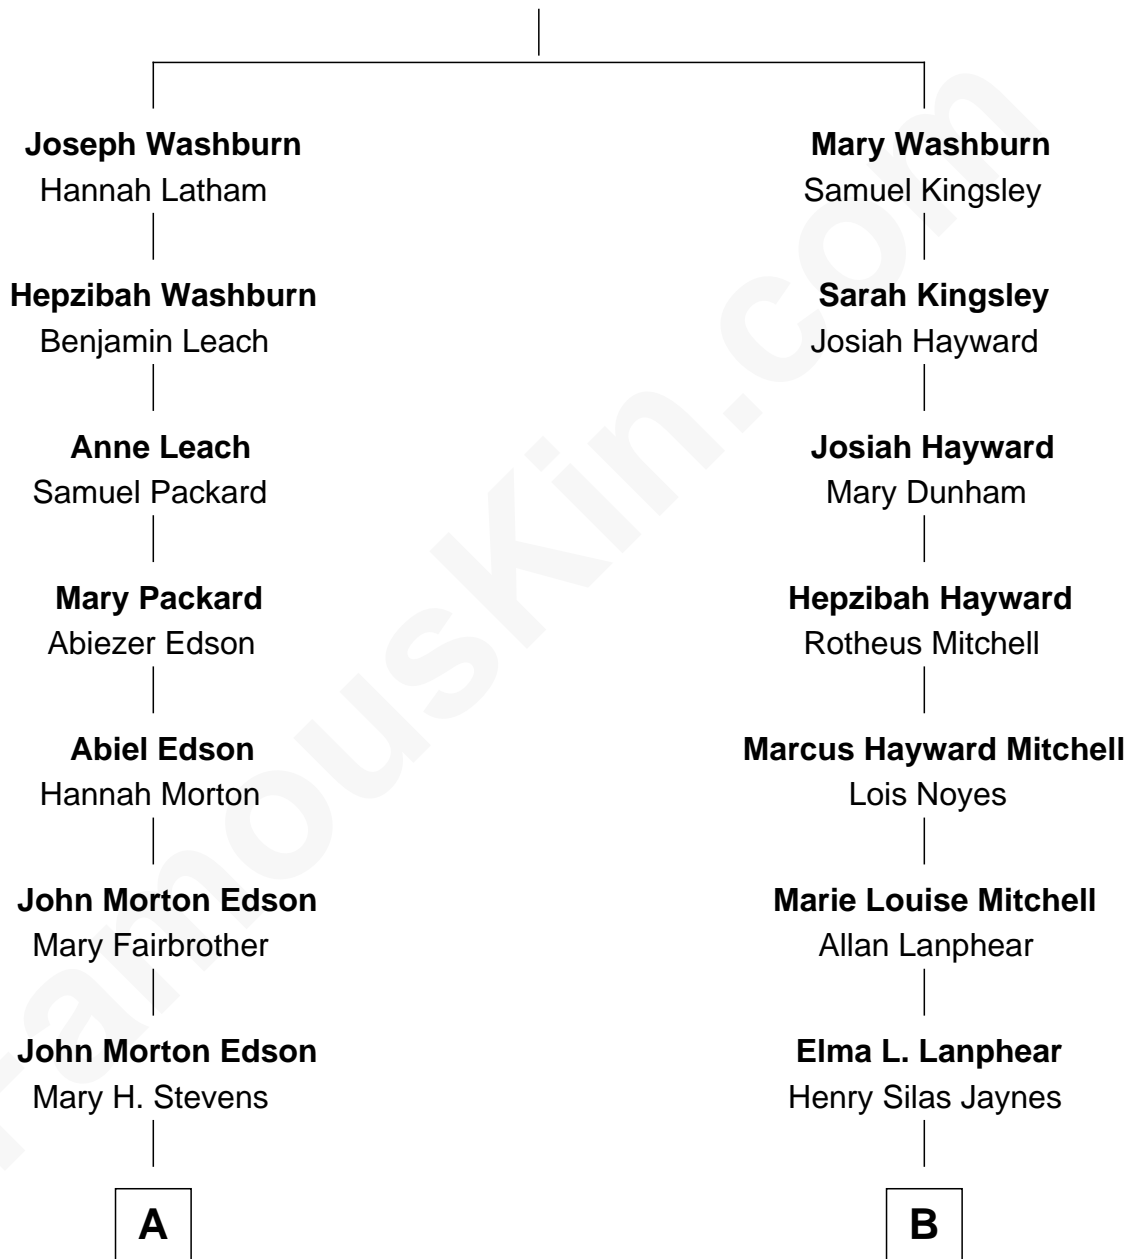 Joseph Washburn
Hannah Latham
Hepzibah Washburn
Benjamin Leach
Anne Leach
Samuel Packard
Mary Packard
Abiezer Edson
Abiel Edson
Hannah Morton
John Morton Edson
Mary Fairbrother
John Morton Edson
Mary H. Stevens
A
Mary Washburn
Samuel Kingsley
Sarah Kingsley
Josiah Hayward
Josiah Hayward
Mary Dunham
Hepzibah Hayward
Rotheus Mitchell
Marcus Hayward Mitchell
Lois Noyes
Marie Louise Mitchell
Allan Lanphear
Elma L. Lanphear
Henry Silas Jaynes
B
FamousKin.com